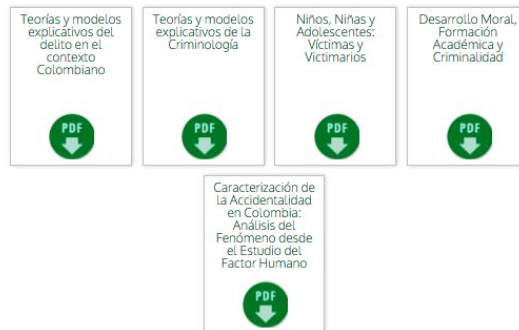 Teorías y modelos
explicativos del
delito en el
contexto
Colombiano
PDF
Teorías y modelos
explicativos de la
Criminología
PDF
Niños, Niñas y
Adolescentes:
Víctimas y
Victimarios
PDF
Desarrollo Moral,
Formación
Académica y
Criminalidad
PDF
Caracterización de
la Accidentalidad
en Colombia:
Análisis del
Fenómeno desde
el Estudio del
Factor Humano
PDF